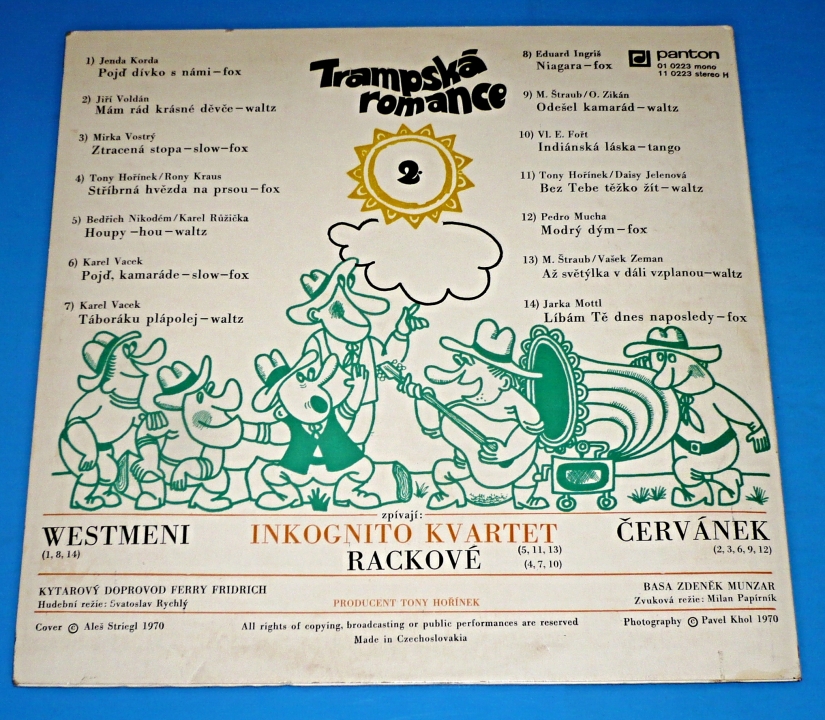 1) Jenda Korda
Pojď dívko s námi—fox
2) Jiří Voldán
Mám rád krásné děvče—waltz
3) Mirka Vostrý
Ztracená stopa—slow—fox
4) Tony Hořínek/Rony Kraus
Stříbrná hvězda na prsou—fox
5) Bedřich Nikodém/Karel Růžička
Houpy—hou—waltz
6) Karel Vacek
Pojď, kamaráde—slow—fox
7) Karel Vacek
Táboráku plápolej—waltz
Trampská
romance
2.
8) Eduard Ingriš
Niagara—fox
9) M. Štraub/O. Zikán
Odešel kamarád—waltz
10) Vl. E. Fořt
Indiánská láska—tango
11) Tony Hořínek/Daisy Jelenová
Bez Tebe těžko žít—waltz
12) Pedro Mucha
Modrý dým—fox
13) M. Štraub/Vašek Zeman
Až světýlka v dáli vzplanou—waltz
14) Jarka Mottl
Líbám Tě dnes naposledy—fox
panton
01 0223 mono
11 0223 stereo H
zpívají:
WESTMENI
(1, 8, 14)
INKOGNITO KVARTET
(5, 11, 13)
RACKOVÉ
(4, 7, 10)
ČERVÁNEK
(2, 3, 6, 9, 12)
KYTAROVÝ DOPROVOD FERRY FRIDRICH
Hudební režie: Svatoslav Rychlý
PRODUCENT TONY HOŘÍNEK
BASA ZDENĚK MUNZAR
Zvuková režie: Milan Papírník
Cover © Aleš Striegl 1970
All rights of copying, broadcasting or public performances are reserved
Made in Czechoslovakia
Photography © Pavel Khol 1970